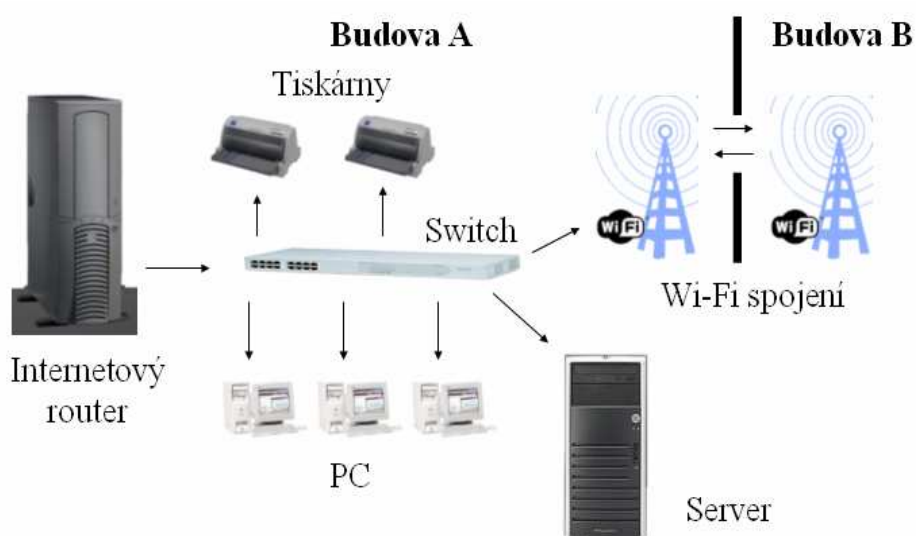 Budova A
Budova B
Tiskárny
Switch
Wi Fi
Wi Fi
Wi-Fi spojení
Internetový
router
PC
Server